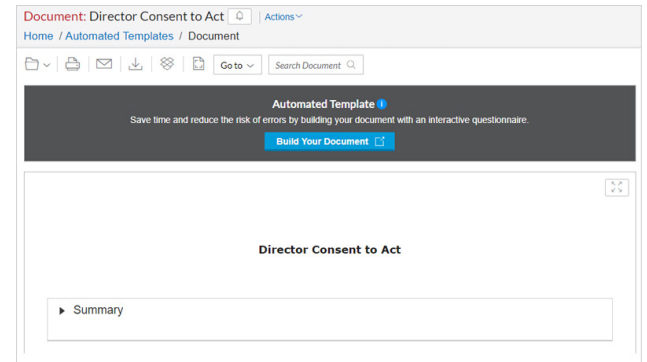 Document: Director Consent to Act Actions
Home / Automated Templates / Document
Go to Search Document
Automated Template i
Save time and reduce the risk of errors by building your document with an interactive questionnaire.
Build Your Document
Director Consent to Act
Summary